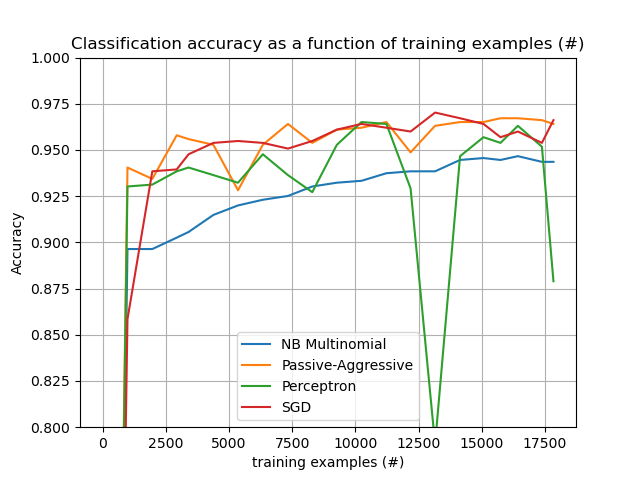 Classification accuracy as a function of training examples (#)
1.000
0.975
0.950
0.925
0.900
0.875
0.850
0.825
0.800
Accuracy
NB Multinomial
Passive-Aggressive
Perceptron
SGD
0 2500 5000 7500 10000 12500 15000 17500
training examples (#)